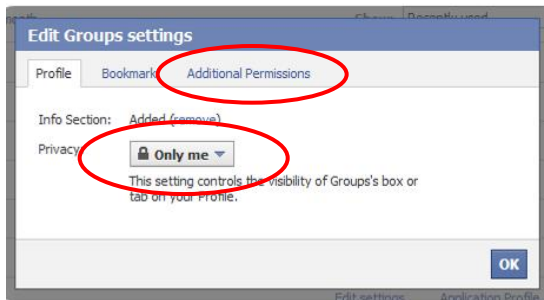 Show: Recently used
Edit Groups settings
Profile Bookmark Additional Permissions
Info Section: Added (remove)
Privacy
Only me
This setting controls the visibility of Groups's box or
tab on your Profile.
OK
Edit settings Application Profile